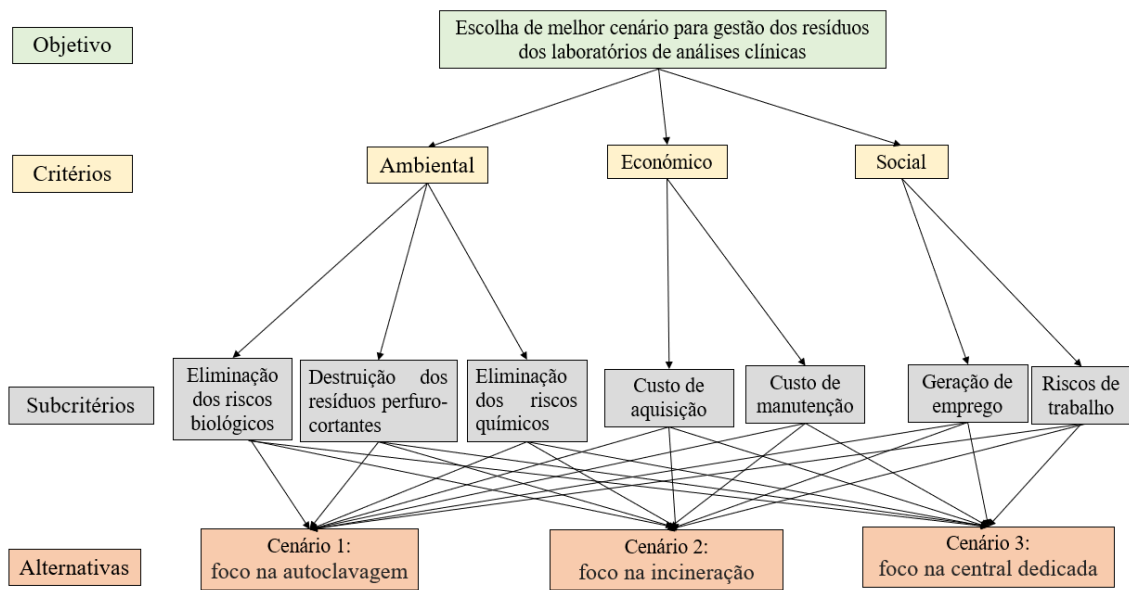 Objetivo
Escolha de melhor cenário para gestão dos resíduos
dos laboratórios de análises clínicas
Critérios
Ambiental
Económico
Social
Subcritérios
Eliminação
dos riscos
biológicos
Destruição dos
resíduos perfuro-
cortantes
Eliminação
dos riscos
químicos
Custo de
aquisição
Custo de
manutenção
Geração de
emprego
Riscos de
trabalho
Alternativas
Cenário 1:
foco na autoclavagem
Cenário 2:
foco na incineração
Cenário 3:
foco na central dedicada